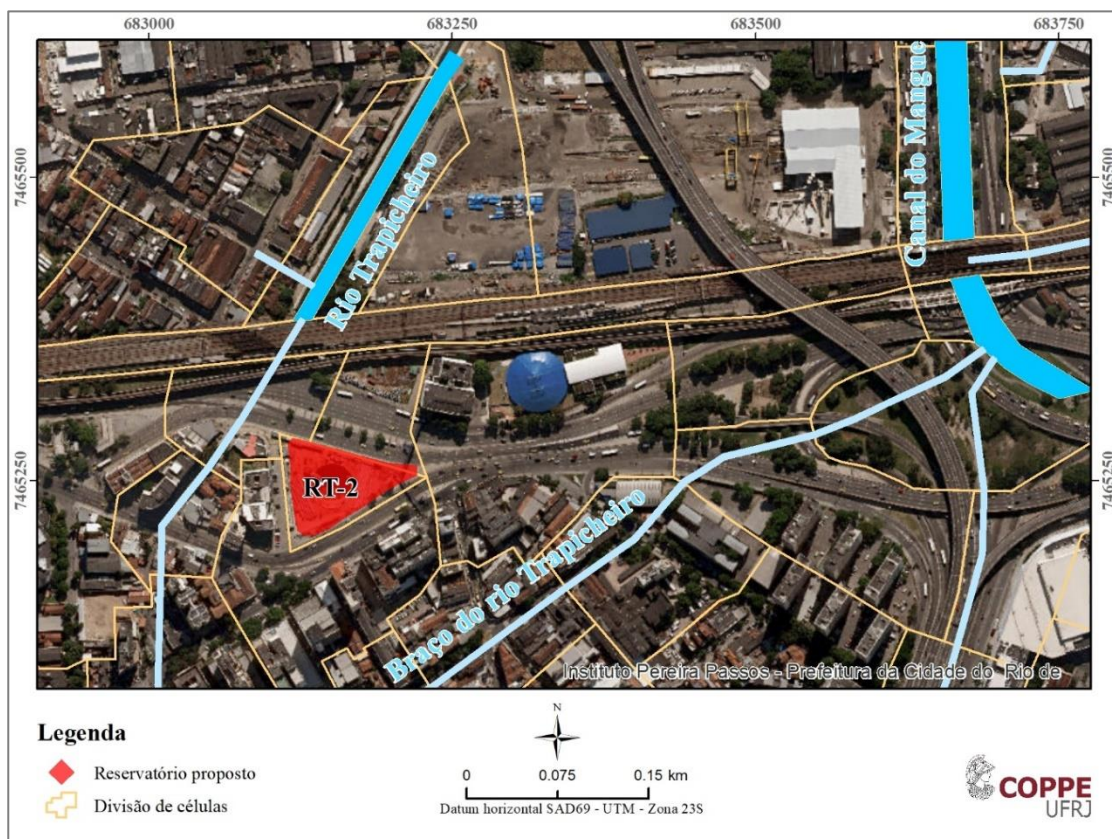 683000 683250 683500 683750
7465500 7465500
Rio Trapicheiro
Canal do Mangue
7465250 7465250
RT-2
Braço do rio Trapicheiro
Instituto Pereira Passos - Prefeitura da Cidade do Rio de
Legenda
Reservatório proposto
Divisão de células
N
0 0.075 0.15 km
Datum horizontal SAD69 - UTM - Zona 23S
COPPE
UFRJ